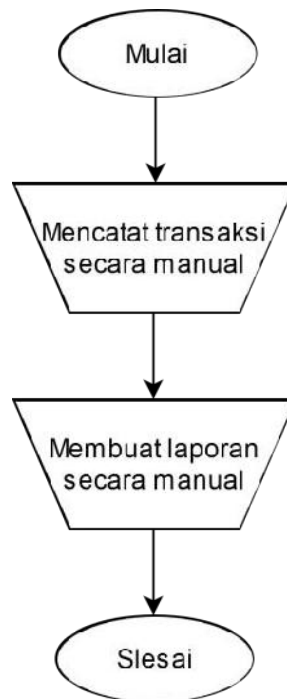 Mulai
Mencatat transaksi
secara manual
Membuat laporan
secara manual
Slesai